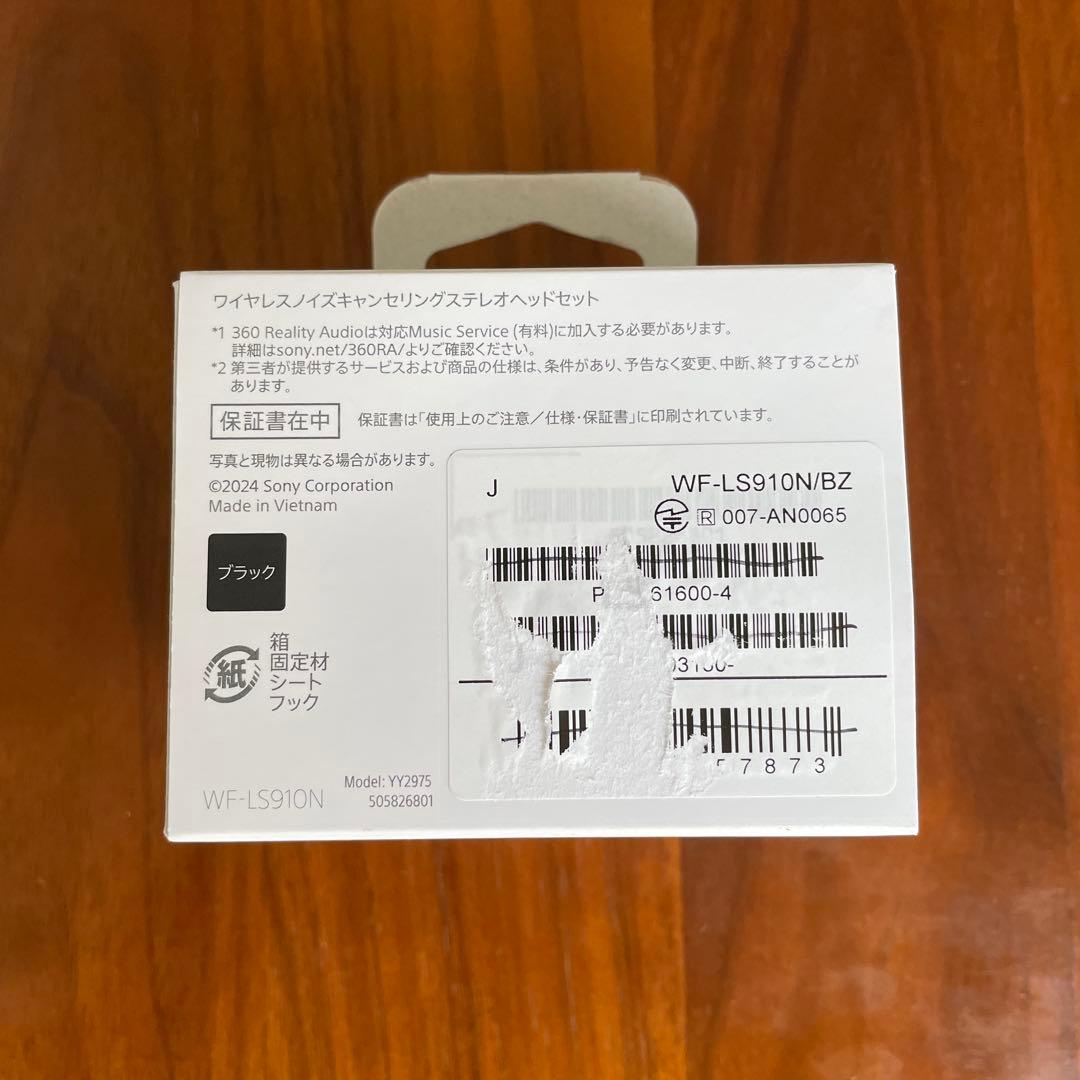 ワイヤレスノイズキャンセリングステレオヘッドセット
*1 360 Reality Audioは対応Music Service (有料)に加入する必要があります。
詳細はsony.net/360RA/よりご確認ください。
*2 第三者が提供するサービスおよび商品の仕様は、条件があり、予告なく変更、中断、終了することが
あります。
保証書在中 保証書は「使用上のご注意/仕様・保証書」に印刷されています。
写真と現物は異なる場合があります。
©2024 Sony Corporation
Made in Vietnam
ブラック
紙
箱
固定材
シート
フック
WF-LS910N
Model: YY2975
505826801
J WF-LS910N/BZ
R 007-AN0065
61600-4
57873